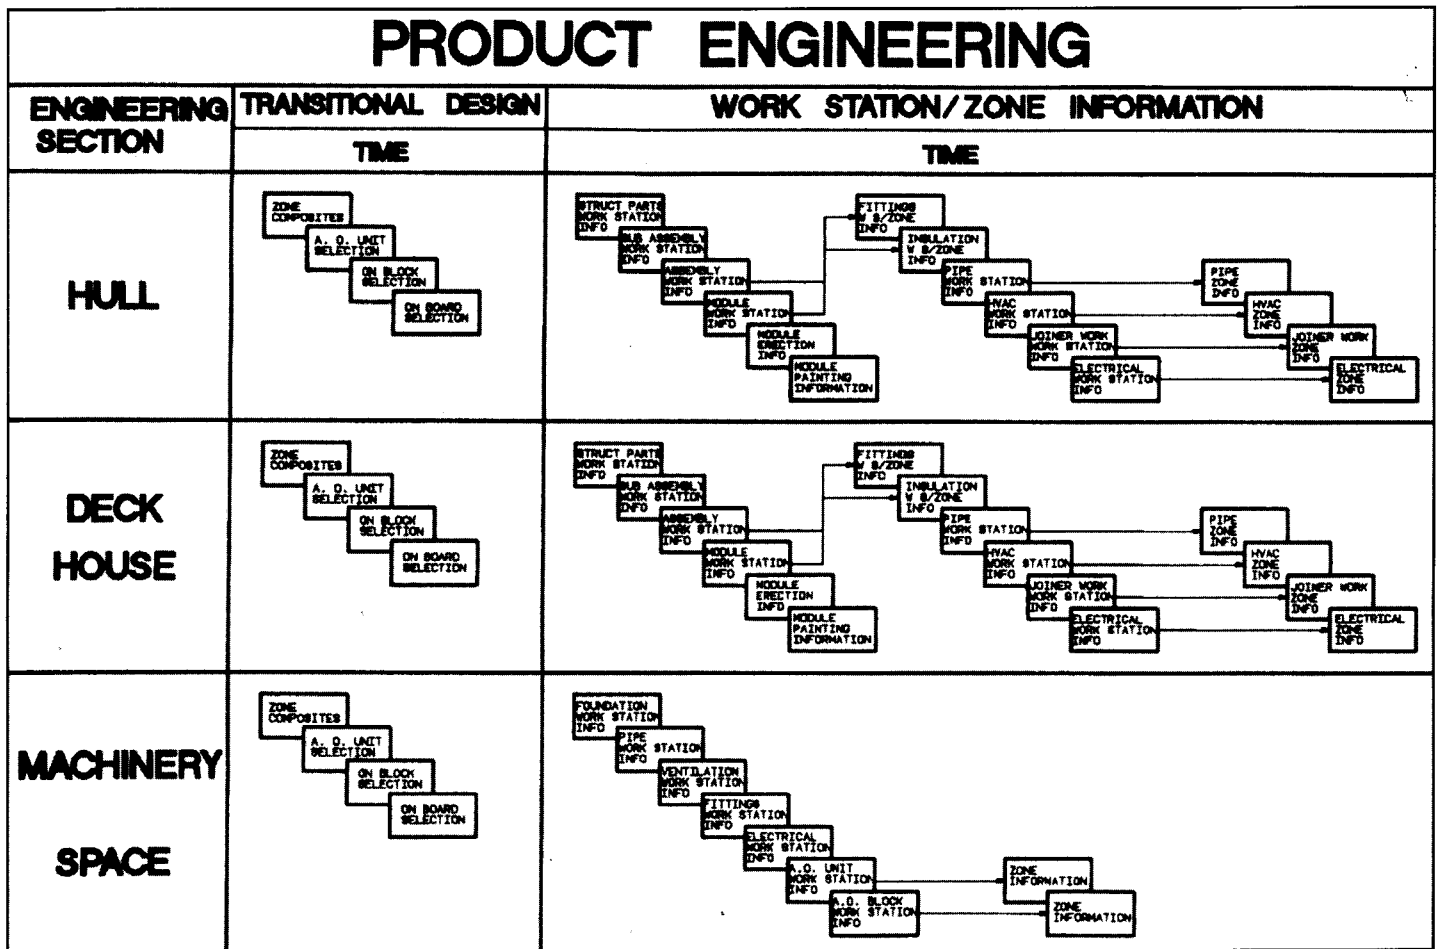 PRODUCT ENGINEERING
ENGINEERING
SECTION
TRANSITIONAL DESIGN
TIME
WORK STATION/ZONE INFORMATION
TIME
HULL
ZONE
COMPOSITES
A. O. UNIT
SELECTION
ON BLOCK
SELECTION
ON BOARD
SELECTION
STRUCT PARTS
WORK STATION
INFO
SUB ASSEMBLY
WORK STATION
INFO
ASSEMBLY
WORK STATION
INFO
MODULE
WORK STATION
INFO
MODULE
ERECTION
INFO
MODULE
PAINTING
INFORMATION
FITTINGS
W S/ZONE
INFO
INSULATION
W S/ZONE
INFO
PIPE
WORK STATION
INFO
HVAC
WORK STATION
INFO
JOINER WORK
WORK STATION
INFO
ELECTRICAL
WORK STATION
INFO
PIPE
ZONE
INFO
HVAC
ZONE
INFO
JOINER WORK
ZONE
INFO
ELECTRICAL
ZONE
INFO
DECK
HOUSE
ZONE
COMPOSITES
A. O. UNIT
SELECTION
ON BLOCK
SELECTION
ON BOARD
SELECTION
STRUCT PARTS
WORK STATION
INFO
SUB ASSEMBLY
WORK STATION
INFO
ASSEMBLY
WORK STATION
INFO
MODULE
WORK STATION
INFO
MODULE
ERECTION
INFO
MODULE
PAINTING
INFORMATION
FITTINGS
W S/ZONE
INFO
INSULATION
W S/ZONE
INFO
PIPE
WORK STATION
INFO
HVAC
WORK STATION
INFO
JOINER WORK
WORK STATION
INFO
ELECTRICAL
WORK STATION
INFO
PIPE
ZONE
INFO
HVAC
ZONE
INFO
JOINER WORK
ZONE
INFO
ELECTRICAL
ZONE
INFO
MACHINERY
SPACE
ZONE
COMPOSITES
A. O. UNIT
SELECTION
ON BLOCK
SELECTION
ON BOARD
SELECTION
FOUNDATION
WORK STATION
INFO
PIPE
WORK STATION
INFO
VENTILATION
WORK STATION
INFO
FITTINGS
WORK STATION
INFO
ELECTRICAL
WORK STATION
INFO
A.O. UNIT
WORK STATION
INFO
A.O. BLOCK
WORK STATION
INFO
ZONE
INFORMATION
ZONE
INFORMATION